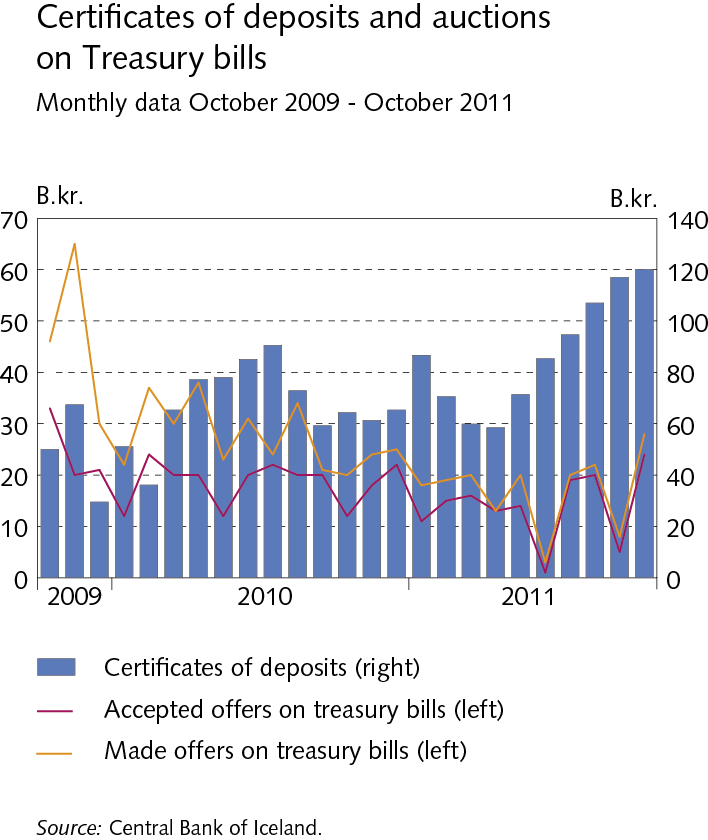 Certificates of deposits and auctions
on Treasury bills
Monthly data October 2009 - October 2011
B.kr. B.kr.
70 140
60 120
50 100
40 80
30 60
20 40
10 20
0 0
2009 2010 2011
Certificates of deposits (right)
Accepted offers on treasury bills (left)
Made offers on treasury bills (left)
Source: Central Bank of Iceland.